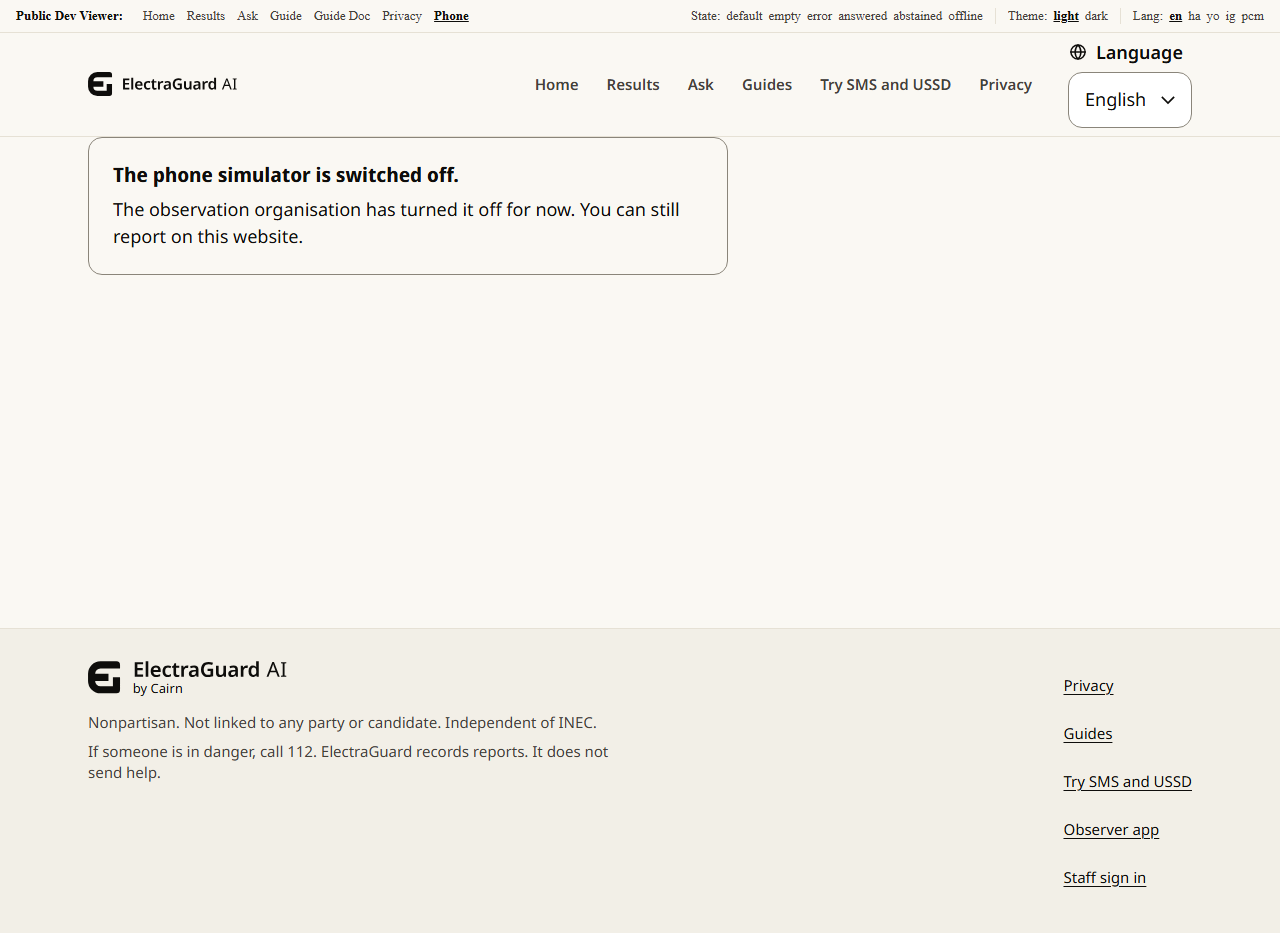 Public Dev Viewer: Home Results Ask Guide Guide Doc Privacy Phone
State: default empty error answered abstained offline Theme: light dark Lang: en ha yo ig pcm
ElectraGuard AI
Home Results Ask Guides Try SMS and USSD Privacy
Language
English
The phone simulator is switched off.
The observation organisation has turned it off for now. You can still
report on this website.
ElectraGuard AI
by Cairn
Nonpartisan. Not linked to any party or candidate. Independent of INEC.
If someone is in danger, call 112. ElectraGuard records reports. It does not
send help.
Privacy
Guides
Try SMS and USSD
Observer app
Staff sign in